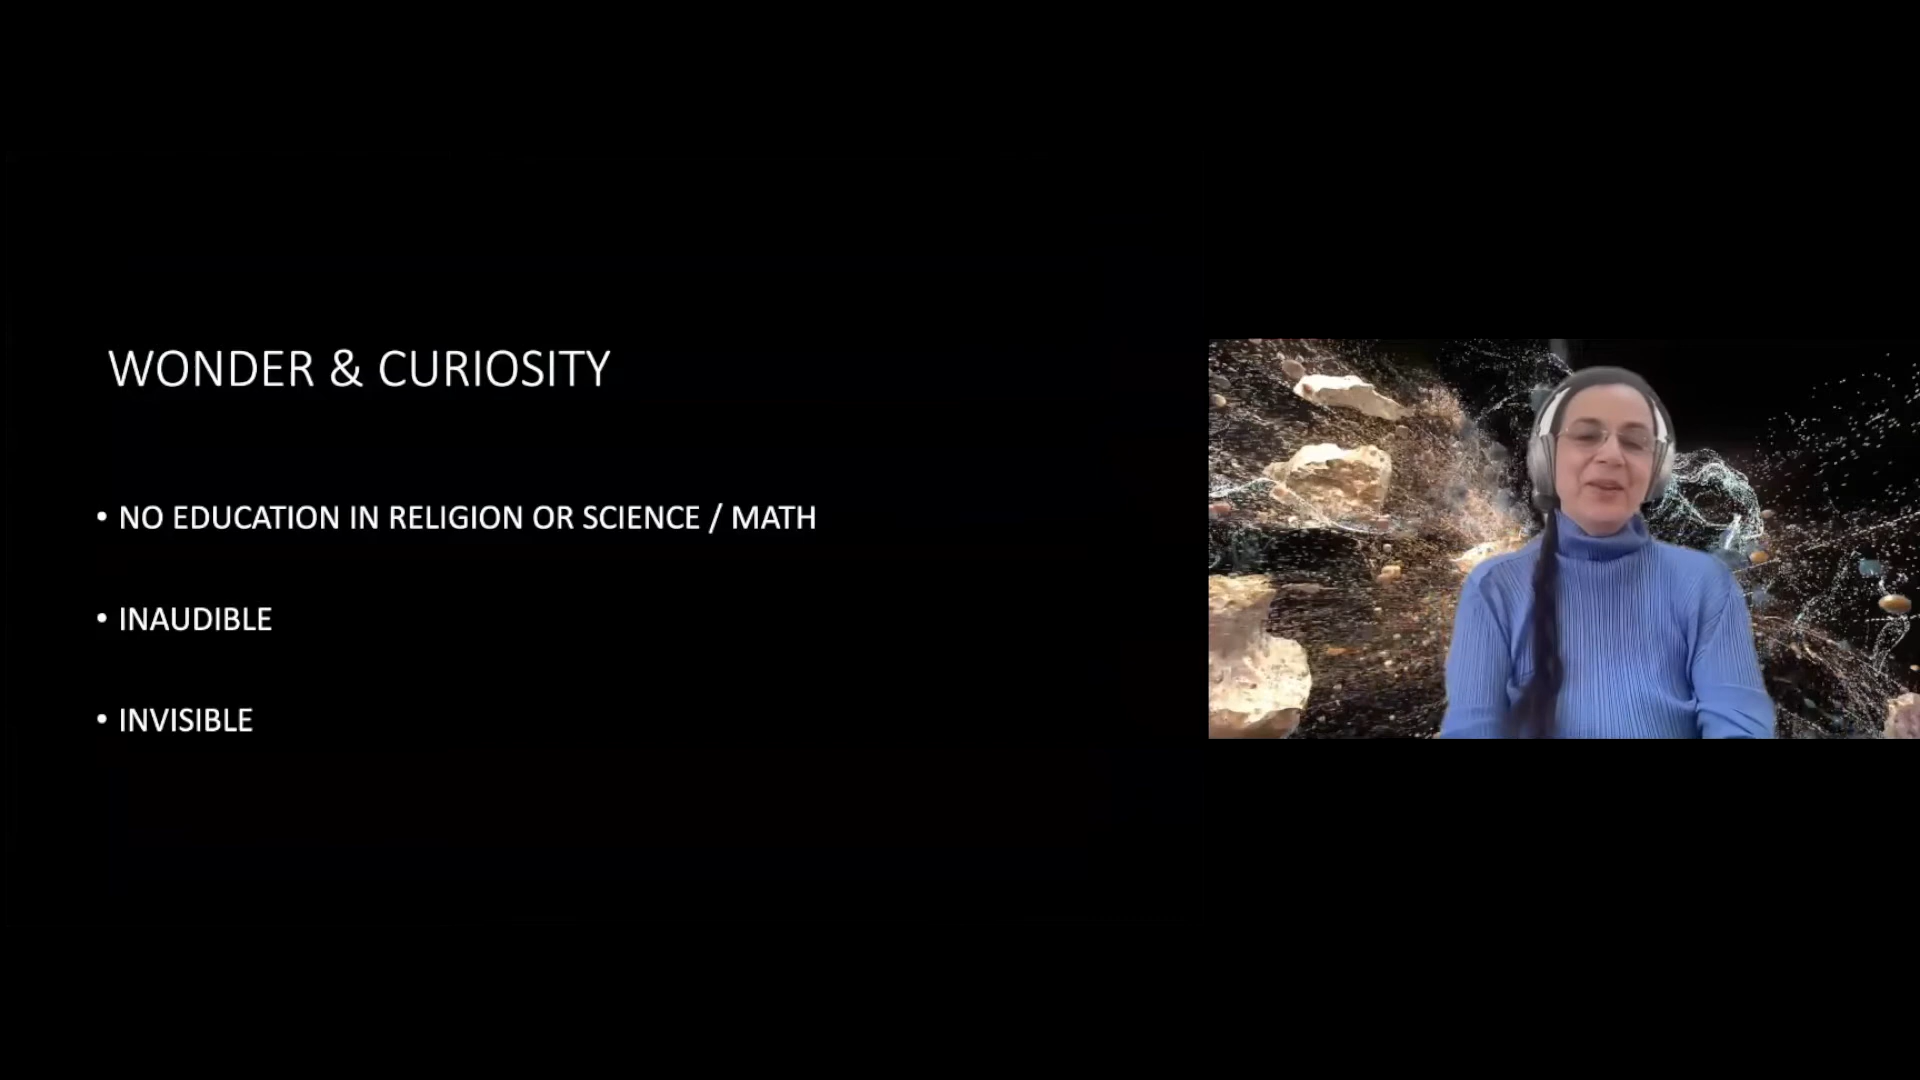 WONDER & CURIOSITY
• NO EDUCATION IN RELIGION OR SCIENCE / MATH
• INAUDIBLE
• INVISIBLE